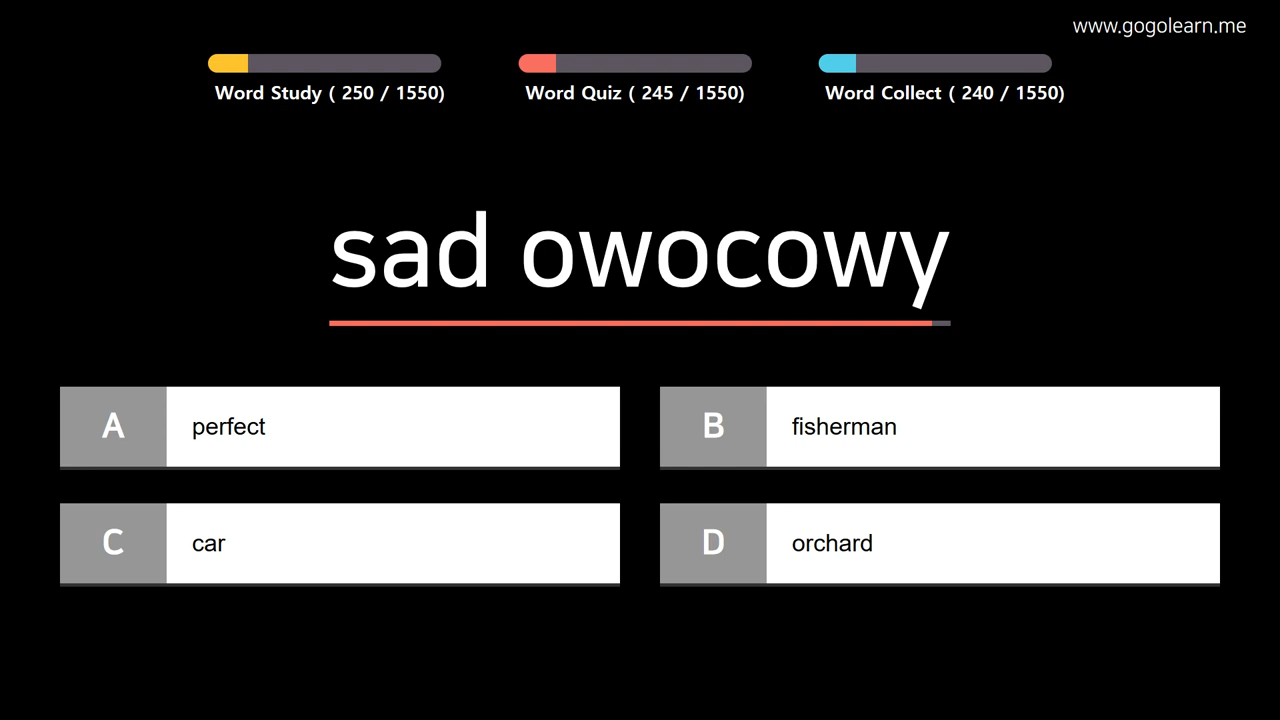 www.gogolearn.me
Word Study ( 250 / 1550)
Word Quiz ( 245 / 1550)
Word Collect ( 240 / 1550)
sad owocowy
A
perfect
B
fisherman
C
car
D
orchard